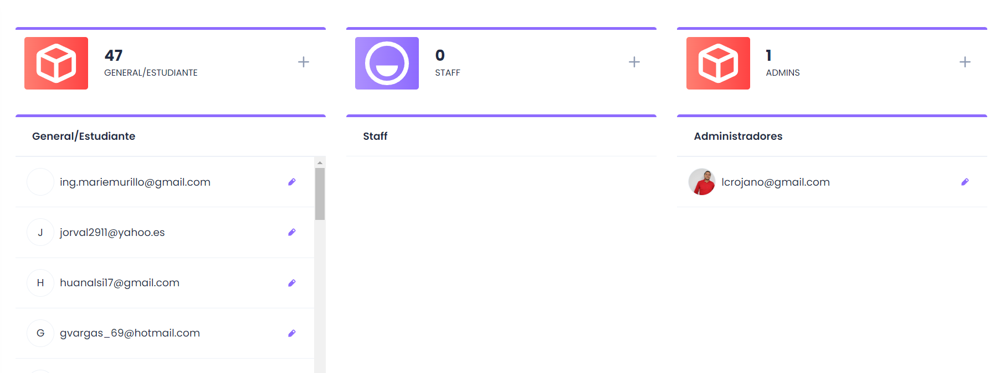 47
GENERAL/ESTUDIANTE
0
STAFF
1
ADMINS
General/Estudiante
ing.mariemurillo@gmail.com
J jorval2911@yahoo.es
H huanalsi17@gmail.com
G gvargas_69@hotmail.com
Staff
Administradores
lcrojano@gmail.com